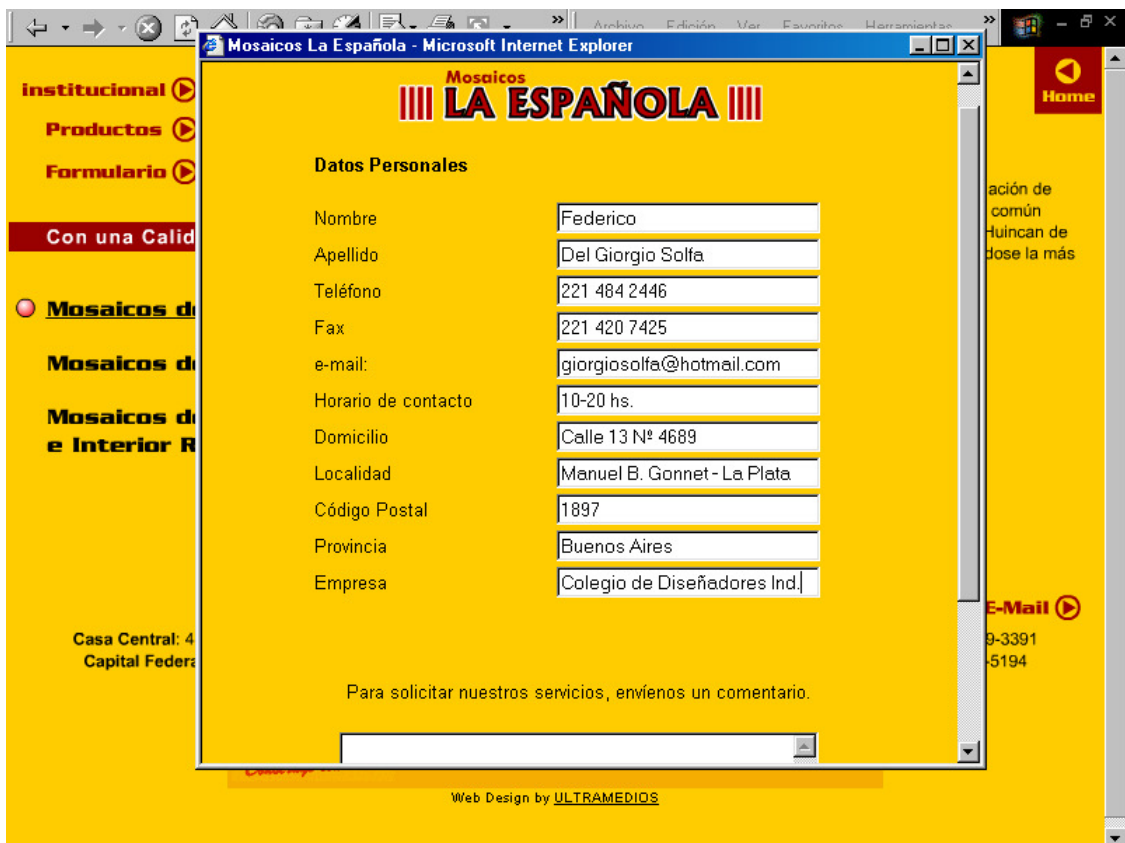 Archivo Edición Ver Favoritos Herramientas
Mosaicos La Española - Microsoft Internet Explorer
Mosaicos
LA ESPAÑOLA
Home
institucional
Productos
Formulario
Con una Calid
Mosaicos d
Mosaicos d
Mosaicos d
e Interior R
Datos Personales
Nombre Federico
Apellido Del Giorgio Solfa
Teléfono 221 484 2446
Fax 221 420 7425
e-mail: giorgiosolfa@hotmail.com
Horario de contacto 10-20 hs.
Domicilio Calle 13 Nº 4689
Localidad Manuel B. Gonnet - La Plata
Código Postal 1897
Provincia Buenos Aires
Empresa Colegio de Diseñadores Ind.
Para solicitar nuestros servicios, envíenos un comentario.
ación de
común
Huincan de
dose la más
E-Mail
Casa Central: 4
9-3391
Capital Federa
-5194
Web Design by ULTRAMEDIOS